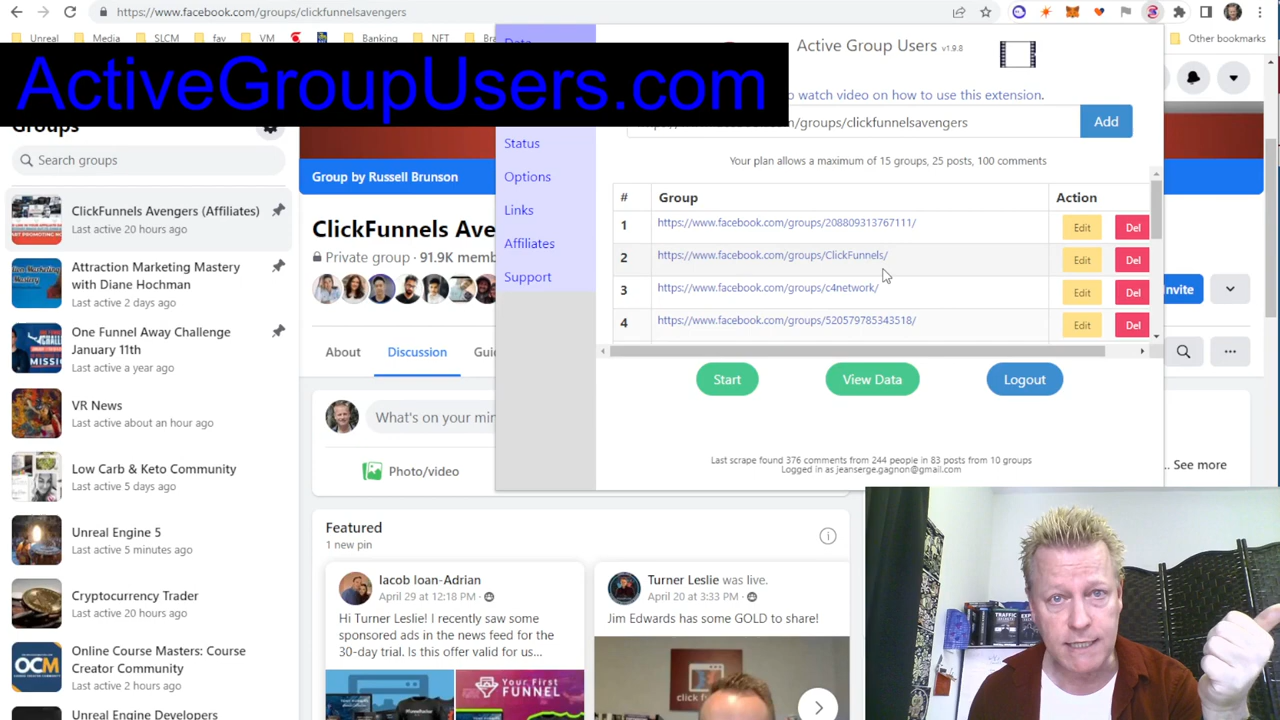 https://www.facebook.com/groups/clickfunnelsavengers
Unreal
Media
SLCM
fav
VM
Banking
NFT
Other bookmarks
ActiveGroupUsers.com
Groups
Search groups
ClickFunnels Avengers (Affiliates)
Last active 20 hours ago
Attraction Marketing Mastery
with Diane Hochman
Last active 2 days ago
One Funnel Away Challenge
January 11th
Last active a year ago
VR News
Last active about an hour ago
Low Carb & Keto Community
Last active 5 days ago
Unreal Engine 5
Last active 5 minutes ago
Cryptocurrency Trader
Last active 20 hours ago
Online Course Masters: Course
Creator Community
Last active 2 hours ago
Unreal Engine Developers
Group by Russell Brunson
ClickFunnels Ave
Private group · 91.9K memb
About
Discussion
Gui
What's on your min
Photo/video
Featured
1 new pin
Iacob Ioan-Adrian
April 29 at 12:18 PM ·
Hi Turner Leslie! I recently saw some
sponsored ads in the news feed for the
30-day trial. Is this offer valid for us...
YOUR FIRST
FUNNEL
Turner Leslie was live.
April 20 at 3:33 PM ·
Jim Edwards has some GOLD to share!
click fun
Data
Status
Options
Links
Affiliates
Support
Active Group Users v1.9.8
o watch video on how to use this extension.
/groups/clickfunnelsavengers
Add
Your plan allows a maximum of 15 groups, 25 posts, 100 comments
# Group Action
1 https://www.facebook.com/groups/208809313767111/ Edit Del
2 https://www.facebook.com/groups/ClickFunnels/ Edit Del
3 https://www.facebook.com/groups/c4network/ Edit Del
4 https://www.facebook.com/groups/520579785343518/ Edit Del
Start
View Data
Logout
Last scrape found 376 comments from 244 people in 83 posts from 10 groups
Logged in as jeanserge.gagnon@gmail.com
Invite
See more
TRAFFIC
SECRETS